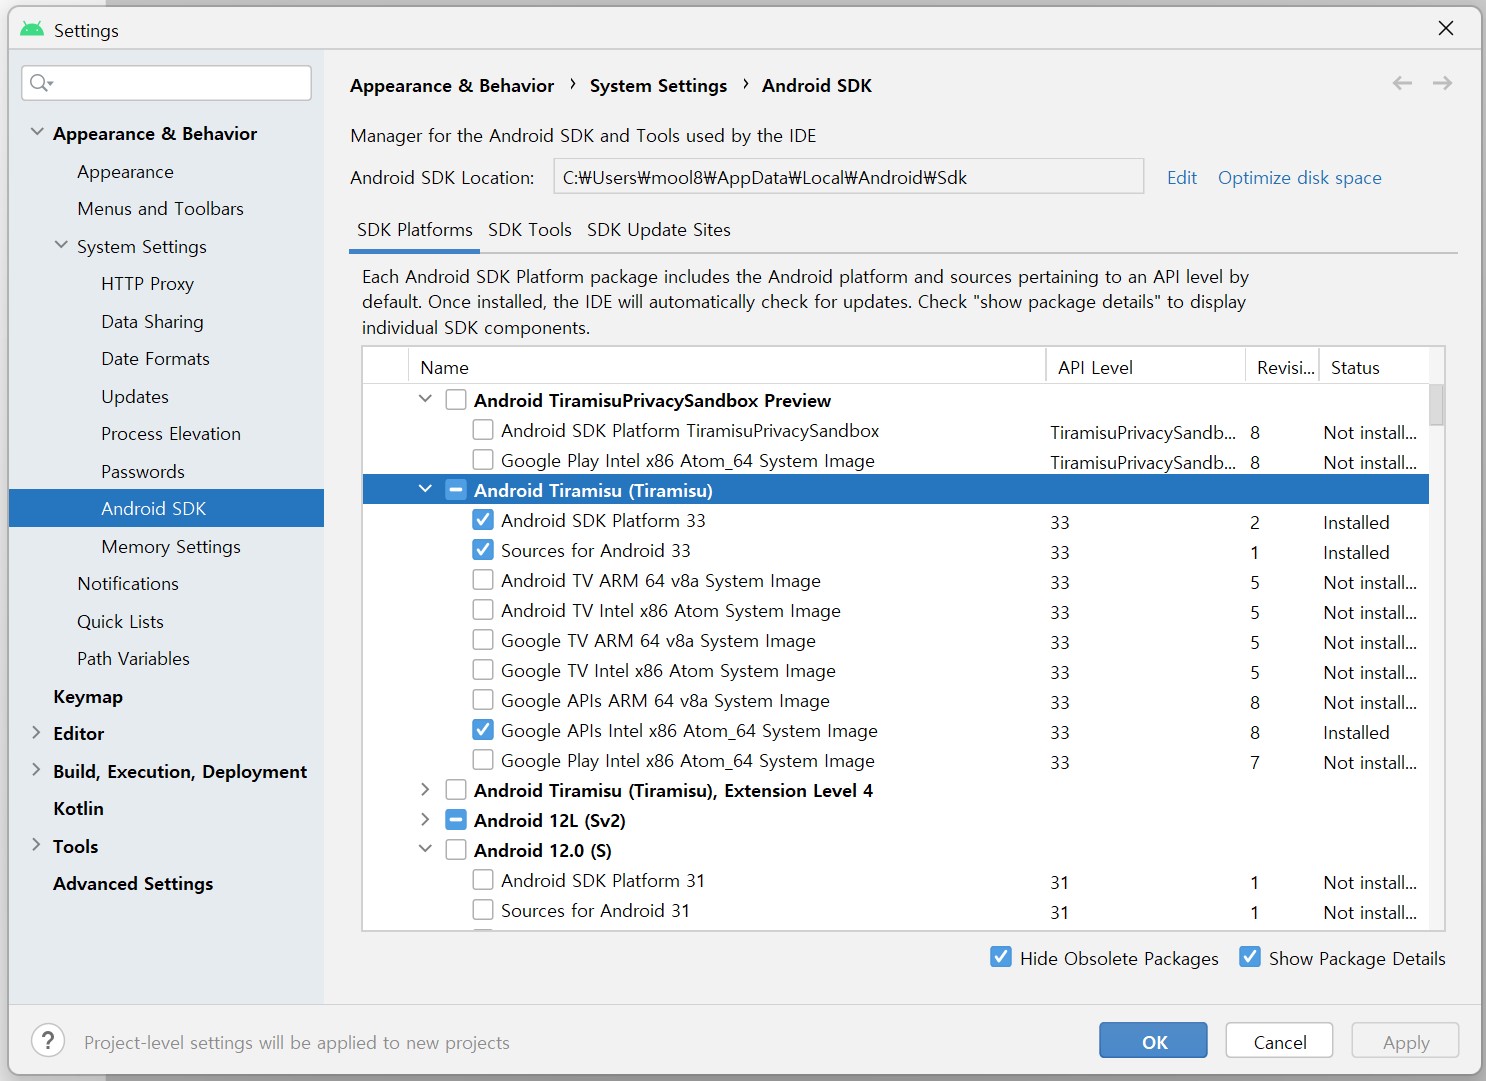 Settings
Appearance & Behavior
Appearance
Menus and Toolbars
System Settings
HTTP Proxy
Data Sharing
Date Formats
Updates
Process Elevation
Passwords
Android SDK
Memory Settings
Notifications
Quick Lists
Path Variables
Keymap
Editor
Build, Execution, Deployment
Kotlin
Tools
Advanced Settings
Appearance & Behavior › System Settings › Android SDK
Manager for the Android SDK and Tools used by the IDE
Android SDK Location: C:₩Users₩mool8₩AppData₩Local₩Android₩Sdk Edit Optimize disk space
SDK Platforms SDK Tools SDK Update Sites
Each Android SDK Platform package includes the Android platform and sources pertaining to an API level by
default. Once installed, the IDE will automatically check for updates. Check "show package details" to display
individual SDK components.
Name API Level Revisi... Status
Android TiramisuPrivacySandbox Preview
Android SDK Platform TiramisuPrivacySandbox TiramisuPrivacySandb... 8 Not install...
Google Play Intel x86 Atom_64 System Image TiramisuPrivacySandb... 8 Not install...
Android Tiramisu (Tiramisu)
Android SDK Platform 33 33 2 Installed
Sources for Android 33 33 1 Installed
Android TV ARM 64 v8a System Image 33 5 Not install...
Android TV Intel x86 Atom System Image 33 5 Not install...
Google TV ARM 64 v8a System Image 33 5 Not install...
Google TV Intel x86 Atom System Image 33 5 Not install...
Google APIs ARM 64 v8a System Image 33 8 Not install...
Google APIs Intel x86 Atom_64 System Image 33 8 Installed
Google Play Intel x86 Atom_64 System Image 33 7 Not install...
Android Tiramisu (Tiramisu), Extension Level 4
Android 12L (Sv2)
Android 12.0 (S)
Android SDK Platform 31 31 1 Not install...
Sources for Android 31 31 1 Not install...
Hide Obsolete Packages Show Package Details
? Project-level settings will be applied to new projects
OK Cancel Apply